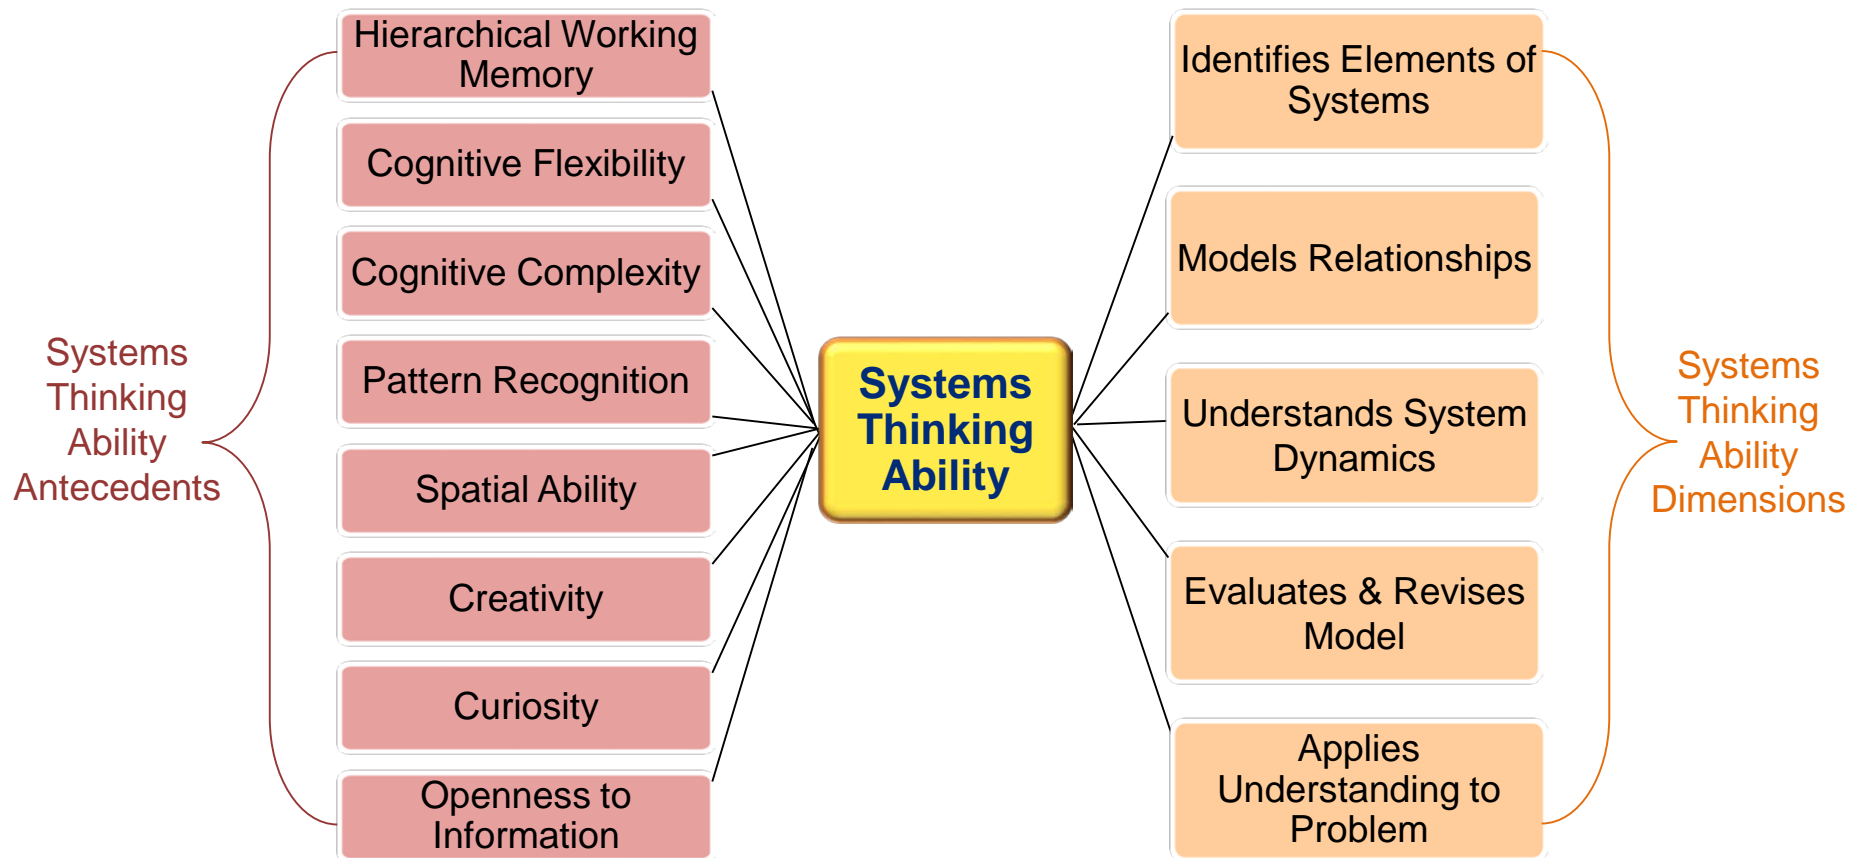 Systems
Thinking
Ability
Antecedents
Hierarchical Working
Memory
Cognitive Flexibility
Cognitive Complexity
Pattern Recognition
Spatial Ability
Creativity
Curiosity
Openness to
Information
Systems
Thinking
Ability
Identifies Elements of
Systems
Models Relationships
Understands System
Dynamics
Evaluates & Revises
Model
Applies
Understanding to
Problem
Systems
Thinking
Ability
Dimensions